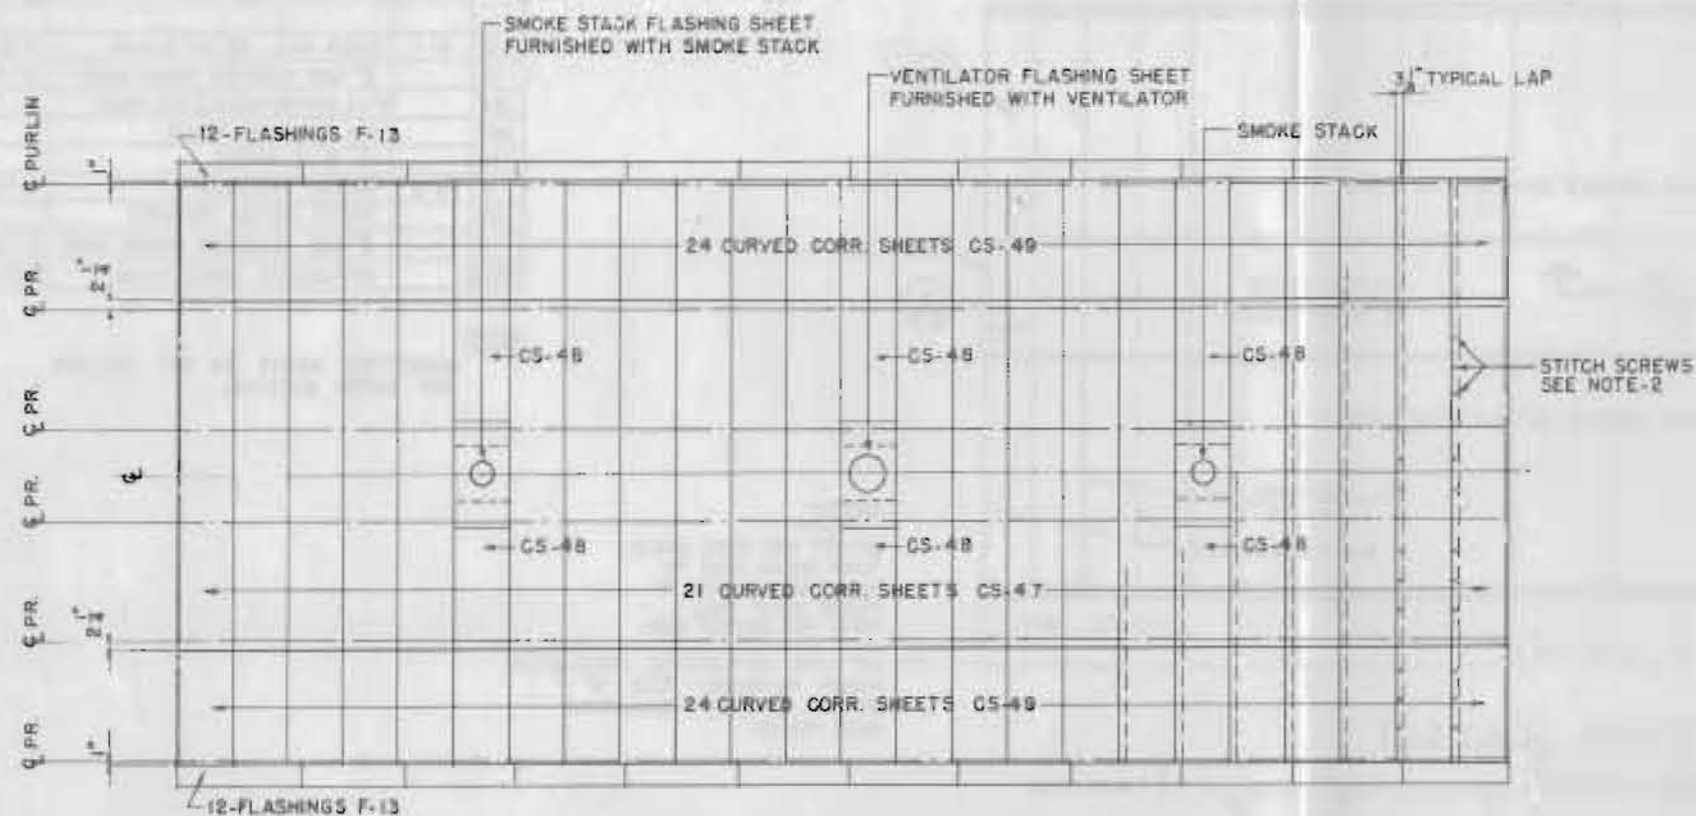 SMOKE STACK FLASHING SHEET
FURNISHED WITH SMOKE STACK
VENTILATOR FLASHING SHEET
FURNISHED WITH VENTILATOR
TYPICAL LAP
SMOKE STACK
12-FLASHINGS F-13
℄ PURLIN
1"
24 CURVED CORR. SHEETS CS-49
℄ PR.
CS-48
CS-48
CS-48
STITCH SCREWS
SEE NOTE-2
℄ PR.
℄
℄ PR.
CS-48
CS-48
CS-48
21 CURVED CORR. SHEETS CS-47
℄ PR.
24 CURVED CORR. SHEETS CS-49
℄ PR.
1"
12-FLASHINGS F-13